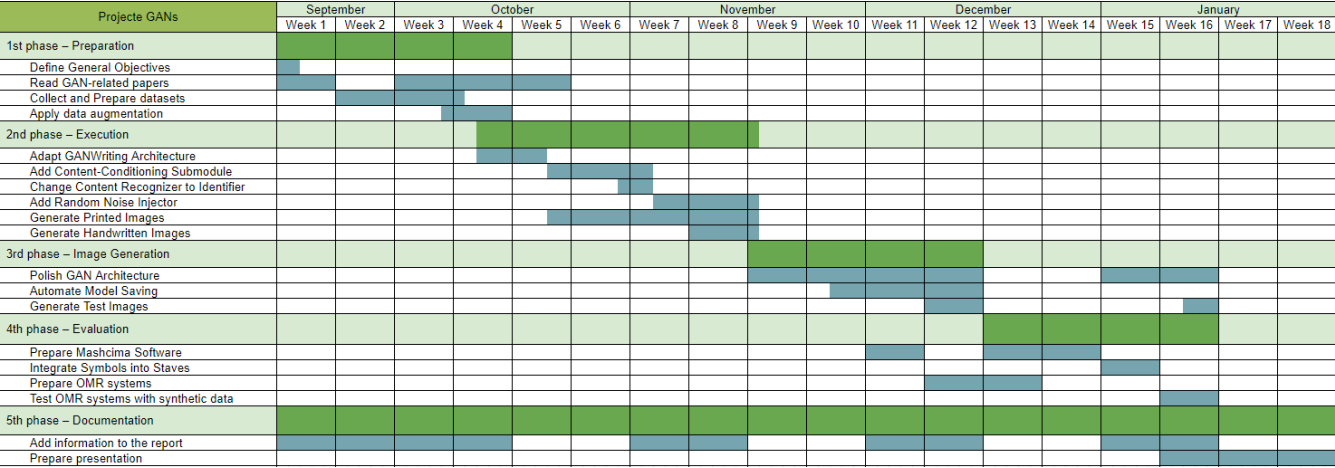 Projecte GANs
September October November December January
Week 1 Week 2 Week 3 Week 4 Week 5 Week 6 Week 7 Week 8 Week 9 Week 10 Week 11 Week 12 Week 13 Week 14 Week 15 Week 16 Week 17 Week 18
1st phase – Preparation
Define General Objectives
Read GAN-related papers
Collect and Prepare datasets
Apply data augmentation
2nd phase – Execution
Adapt GANWriting Architecture
Add Content-Conditioning Submodule
Change Content Recognizer to Identifier
Add Random Noise Injector
Generate Printed Images
Generate Handwritten Images
3rd phase – Image Generation
Polish GAN Architecture
Automate Model Saving
Generate Test Images
4th phase – Evaluation
Prepare Mashcima Software
Integrate Symbols into Staves
Prepare OMR systems
Test OMR systems with synthetic data
5th phase – Documentation
Add information to the report
Prepare presentation